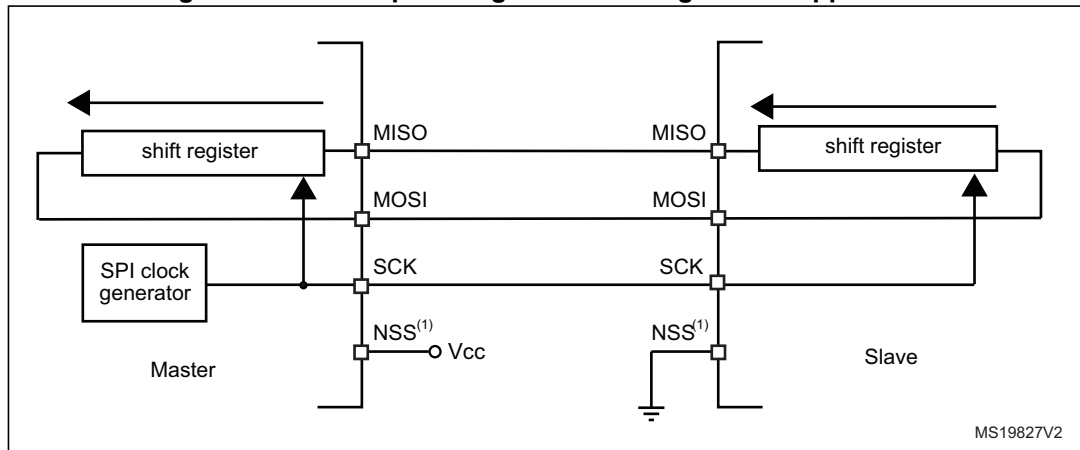 MISO
MISO
shift register
shift register
MOSI
MOSI
SPI clock
generator
SCK
SCK
NSS(1)
Vcc
NSS(1)
Master
Slave
MS19827V2